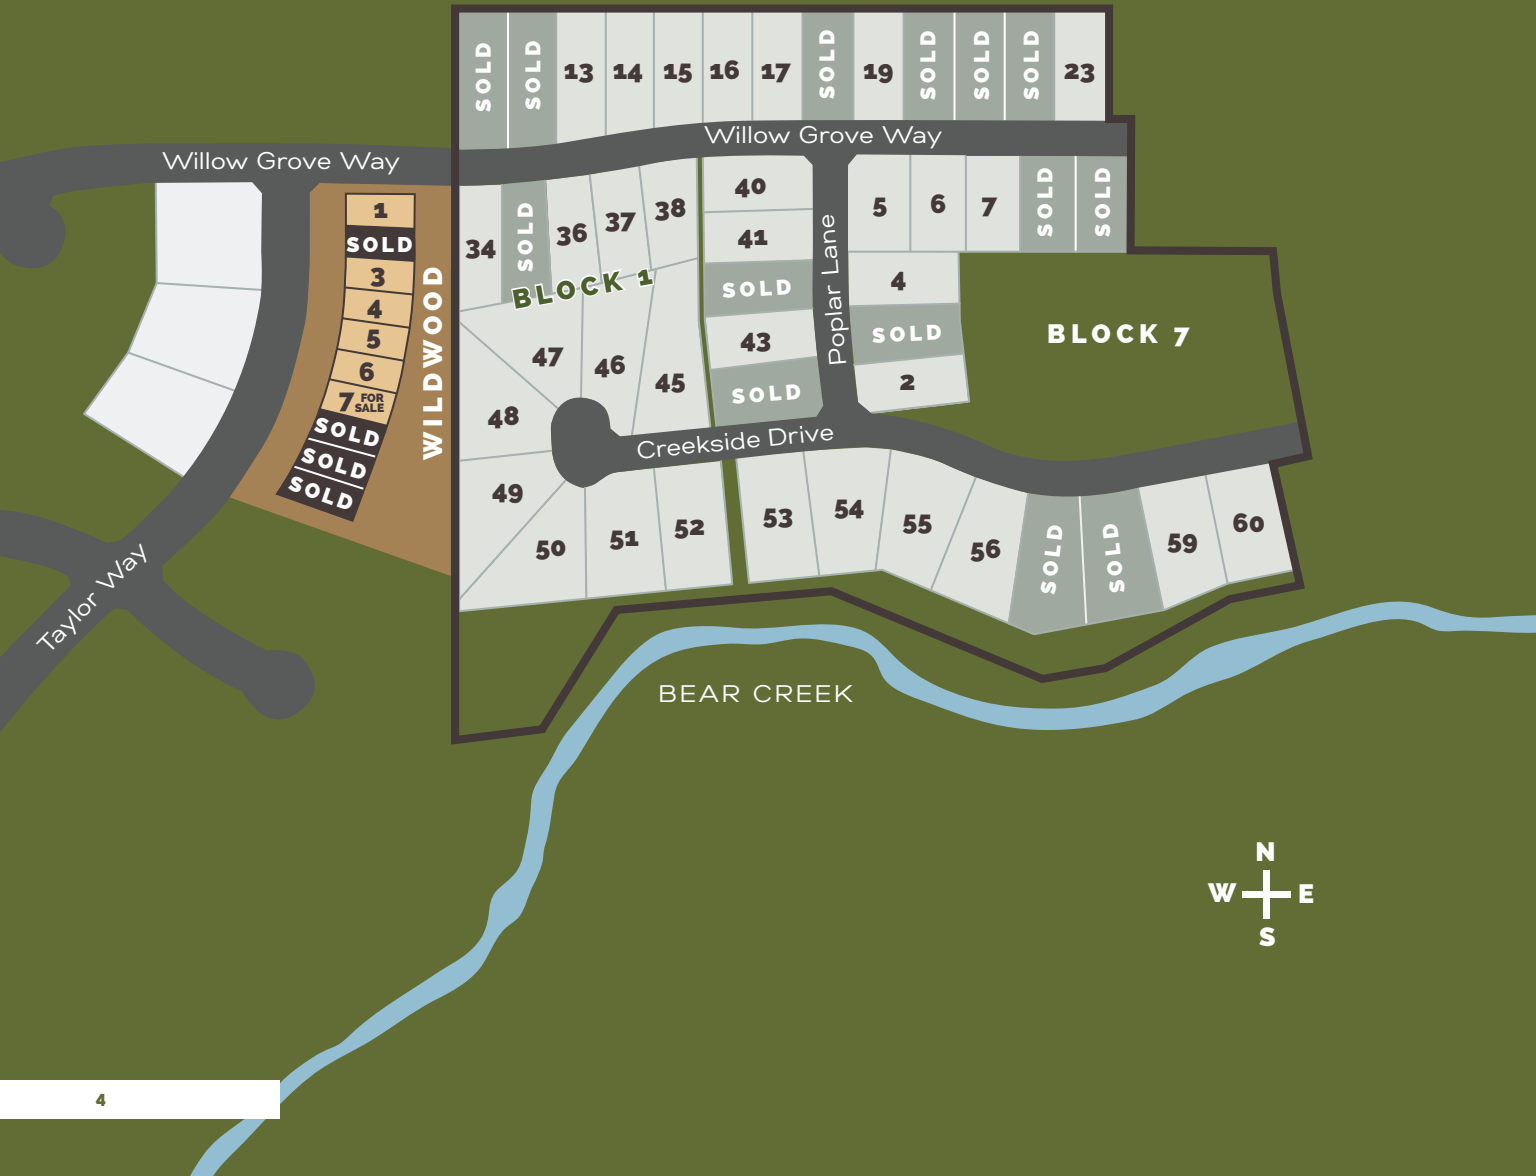 SOLD
SOLD
13
14
15
16
17
SOLD
19
SOLD
SOLD
SOLD
23
Willow Grove Way
Willow Grove Way
1
SOLD
3
4
5
6
7 FOR SALE
SOLD
SOLD
SOLD
WILDWOOD
34
SOLD
36
37
38
BLOCK 1
47
46
45
48
49
50
51
52
40
41
SOLD
43
SOLD
Poplar Lane
5
6
7
SOLD
SOLD
4
SOLD
2
BLOCK 7
Creekside Drive
53
54
55
56
SOLD
SOLD
59
60
Taylor Way
BEAR CREEK
N
W
E
S
4